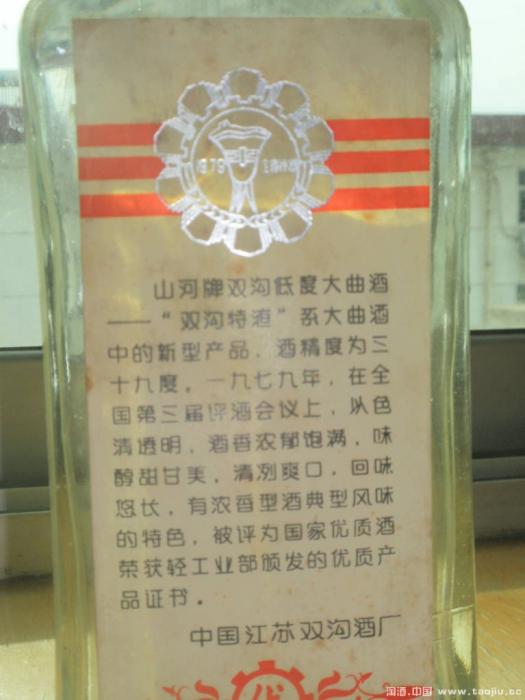 1979
山河牌双沟低度大曲酒
——“双沟特液”系大曲酒
中的新型产品，酒精度为三
十九度。一九七九年，在全
国第三届评酒会议上，以色
清透明，酒香浓郁饱满，味
醇甜甘美，清冽爽口，回味
悠长，有浓香型酒典型风味
的特色，被评为国家优质酒
荣获轻工业部颁发的优质产
品证书。
中国江苏双沟酒厂
优
淘酒.中国 www.taojiu.cc